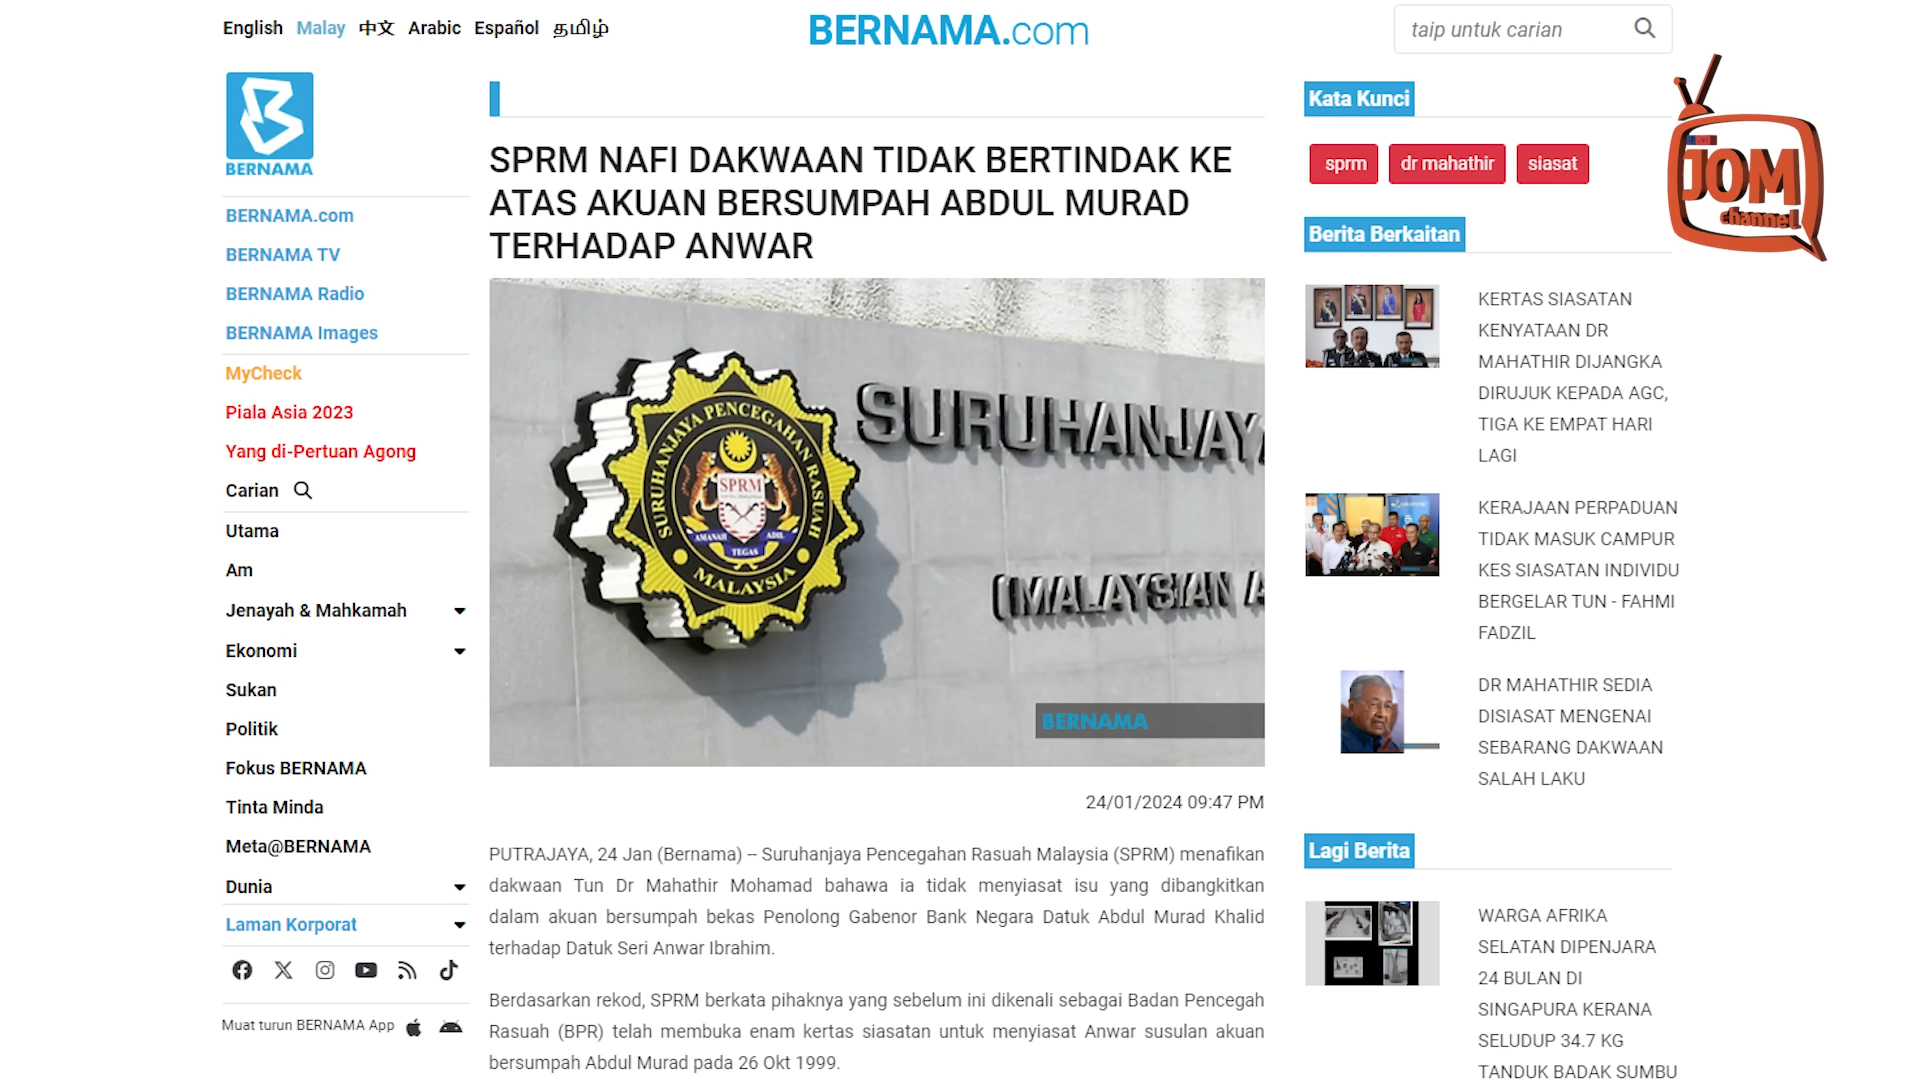 English Malay 中文 Arabic Español தமிழ்
BERNAMA.com
taip untuk carian
BERNAMA
BERNAMA.com
BERNAMA TV
BERNAMA Radio
BERNAMA Images
MyCheck
Piala Asia 2023
Yang di-Pertuan Agong
Carian
Utama
Am
Jenayah & Mahkamah
Ekonomi
Sukan
Politik
Fokus BERNAMA
Tinta Minda
Meta@BERNAMA
Dunia
Laman Korporat
Muat turun BERNAMA App
SPRM NAFI DAKWAAN TIDAK BERTINDAK KE
ATAS AKUAN BERSUMPAH ABDUL MURAD
TERHADAP ANWAR
SURUHANJAYA PENCEGAHAN RASUAH
MALAYSIA
SPRM
AMANAH ADIL
TEGAS
SURUHANJAY
(MALAYSIAN A
BERNAMA
24/01/2024 09:47 PM
PUTRAJAYA, 24 Jan (Bernama) -- Suruhanjaya Pencegahan Rasuah Malaysia (SPRM) menafikan
dakwaan Tun Dr Mahathir Mohamad bahawa ia tidak menyiasat isu yang dibangkitkan
dalam akuan bersumpah bekas Penolong Gabenor Bank Negara Datuk Abdul Murad Khalid
terhadap Datuk Seri Anwar Ibrahim.
Berdasarkan rekod, SPRM berkata pihaknya yang sebelum ini dikenali sebagai Badan Pencegah
Rasuah (BPR) telah membuka enam kertas siasatan untuk menyiasat Anwar susulan akuan
bersumpah Abdul Murad pada 26 Okt 1999.
Kata Kunci
sprm dr mahathir siasat
JOM
channel
Berita Berkaitan
KERTAS SIASATAN
KENYATAAN DR
MAHATHIR DIJANGKA
DIRUJUK KEPADA AGC,
TIGA KE EMPAT HARI
LAGI
KERAJAAN PERPADUAN
TIDAK MASUK CAMPUR
KES SIASATAN INDIVIDU
BERGELAR TUN - FAHMI
FADZIL
DR MAHATHIR SEDIA
DISIASAT MENGENAI
SEBARANG DAKWAAN
SALAH LAKU
Lagi Berita
WARGA AFRIKA
SELATAN DIPENJARA
24 BULAN DI
SINGAPURA KERANA
SELUDUP 34.7 KG
TANDUK BADAK SUMBU